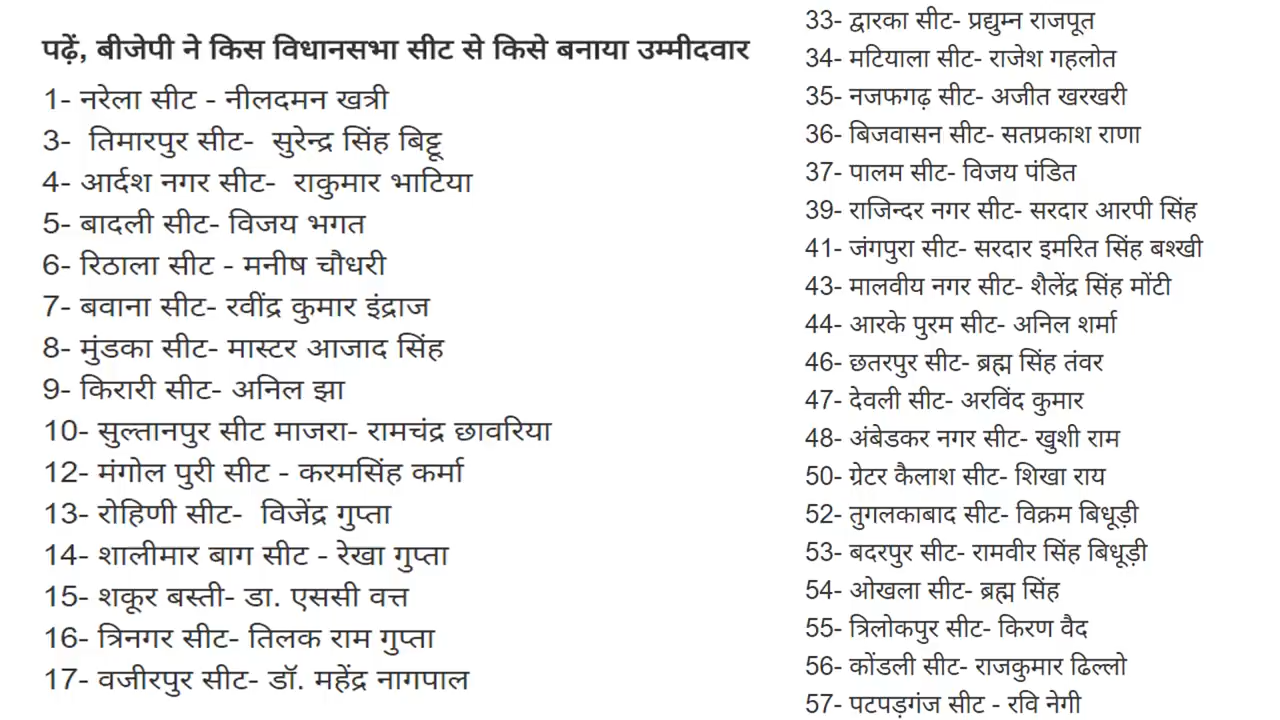 पढ़ें, बीजेपी ने किस विधानसभा सीट से किसे बनाया उम्मीदवार
1- नरेला सीट - नीलदमन खत्री
3- तिमारपुर सीट- सुरेन्द्र सिंह बिट्टू
4- आर्दश नगर सीट- राकुमार भाटिया
5- बादली सीट- विजय भगत
6- रिठाला सीट - मनीष चौधरी
7- बवाना सीट- रवींद्र कुमार इंद्राज
8- मुंडका सीट- मास्टर आजाद सिंह
9- किरारी सीट- अनिल झा
10- सुल्तानपुर सीट माजरा- रामचंद्र छावरिया
12- मंगोल पुरी सीट - करमसिंह कर्मा
13- रोहिणी सीट- विजेंद्र गुप्ता
14- शालीमार बाग सीट - रेखा गुप्ता
15- शकूर बस्ती- डा. एससी वत्त
16- त्रिनगर सीट- तिलक राम गुप्ता
17- वजीरपुर सीट- डॉ. महेंद्र नागपाल
33- द्वारका सीट- प्रद्युम्न राजपूत
34- मटियाला सीट- राजेश गहलोत
35- नजफगढ़ सीट- अजीत खरखरी
36- बिजवासन सीट- सतप्रकाश राणा
37- पालम सीट- विजय पंडित
39- राजिन्दर नगर सीट- सरदार आरपी सिंह
41- जंगपुरा सीट- सरदार इमरित सिंह बश्खी
43- मालवीय नगर सीट- शैलेंद्र सिंह मोंटी
44- आरके पुरम सीट- अनिल शर्मा
46- छतरपुर सीट- ब्रह्म सिंह तंवर
47- देवली सीट- अरविंद कुमार
48- अंबेडकर नगर सीट- खुशी राम
50- ग्रेटर कैलाश सीट- शिखा राय
52- तुगलकाबाद सीट- विक्रम बिधूड़ी
53- बदरपुर सीट- रामवीर सिंह बिधूड़ी
54- ओखला सीट- ब्रह्म सिंह
55- त्रिलोकपुर सीट- किरण वैद
56- कोंडली सीट- राजकुमार ढिल्लो
57- पटपड़गंज सीट - रवि नेगी